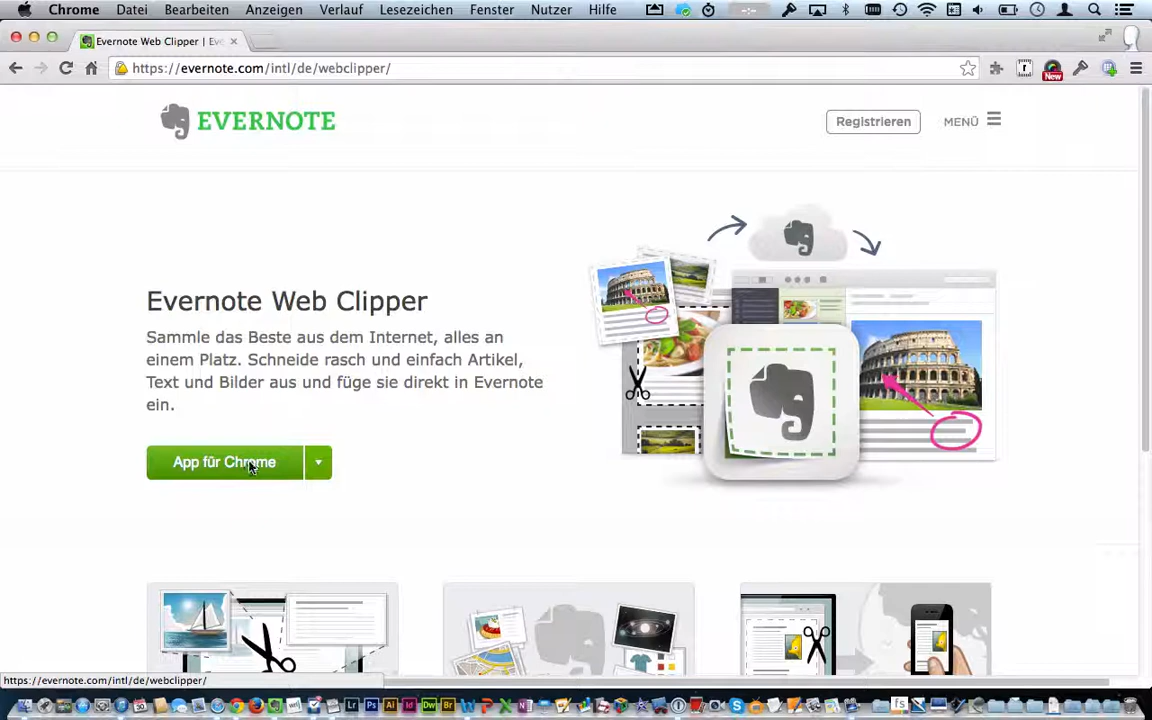 Chrome Datei Bearbeiten Anzeigen Verlauf Lesezeichen Fenster Nutzer Hilfe
Evernote Web Clipper | Eve
https://evernote.com/intl/de/webclipper/
New
EVERNOTE
Registrieren
MENÜ
Evernote Web Clipper
Sammle das Beste aus dem Internet, alles an
einem Platz. Schneide rasch und einfach Artikel,
Text und Bilder aus und füge sie direkt in Evernote
ein.
App für Chrome
https://evernote.com/intl/de/webclipper/